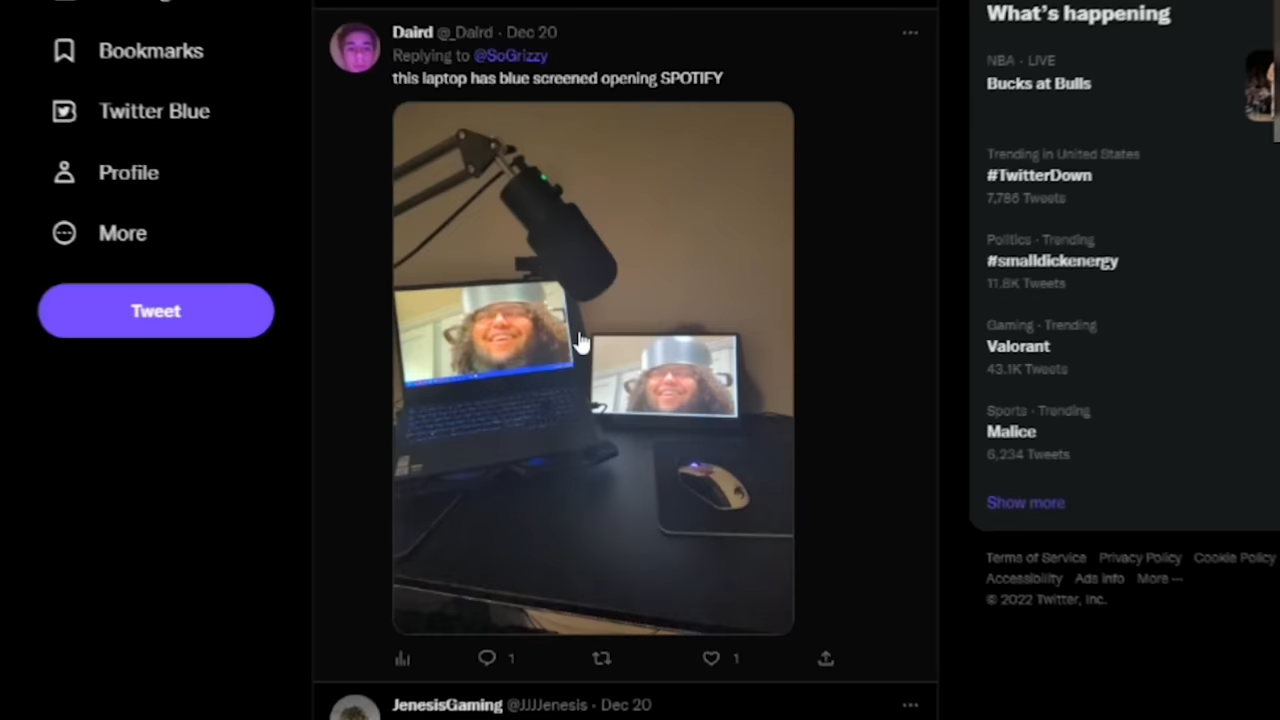 Bookmarks
Twitter Blue
Profile
More
Tweet
Daird @_Daird · Dec 20
Replying to @SoGrizzy
this laptop has blue screened opening SPOTIFY
1
1
JenesisGaming @JJJJenesis · Dec 20
What's happening
NBA · LIVE
Bucks at Bulls
Trending in United States
#TwitterDown
7,786 Tweets
Politics · Trending
#smalldickenergy
11.8K Tweets
Gaming · Trending
Valorant
43.1K Tweets
Sports · Trending
Malice
6,234 Tweets
Show more
Terms of Service Privacy Policy Cookie Policy
Accessibility Ads info More ···
© 2022 Twitter, Inc.